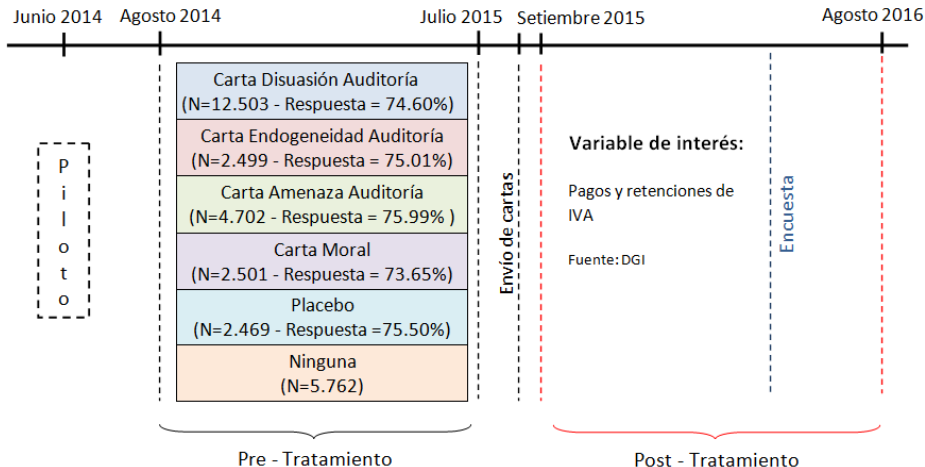 Junio 2014
Agosto 2014
Julio 2015
Setiembre 2015
Agosto 2016
Piloto
Carta Disuasión Auditoría
(N=12.503 - Respuesta = 74.60%)
Carta Endogeneidad Auditoría
(N=2.499 - Respuesta = 75.01%)
Carta Amenaza Auditoría
(N=4.702 - Respuesta = 75.99% )
Carta Moral
(N=2.501 - Respuesta = 73.65%)
Placebo
(N=2.469 - Respuesta =75.50%)
Ninguna
(N=5.762)
Envío de cartas
Variable de interés:
Pagos y retenciones de
IVA
Fuente: DGI
Encuesta
Pre - Tratamiento
Post - Tratamiento